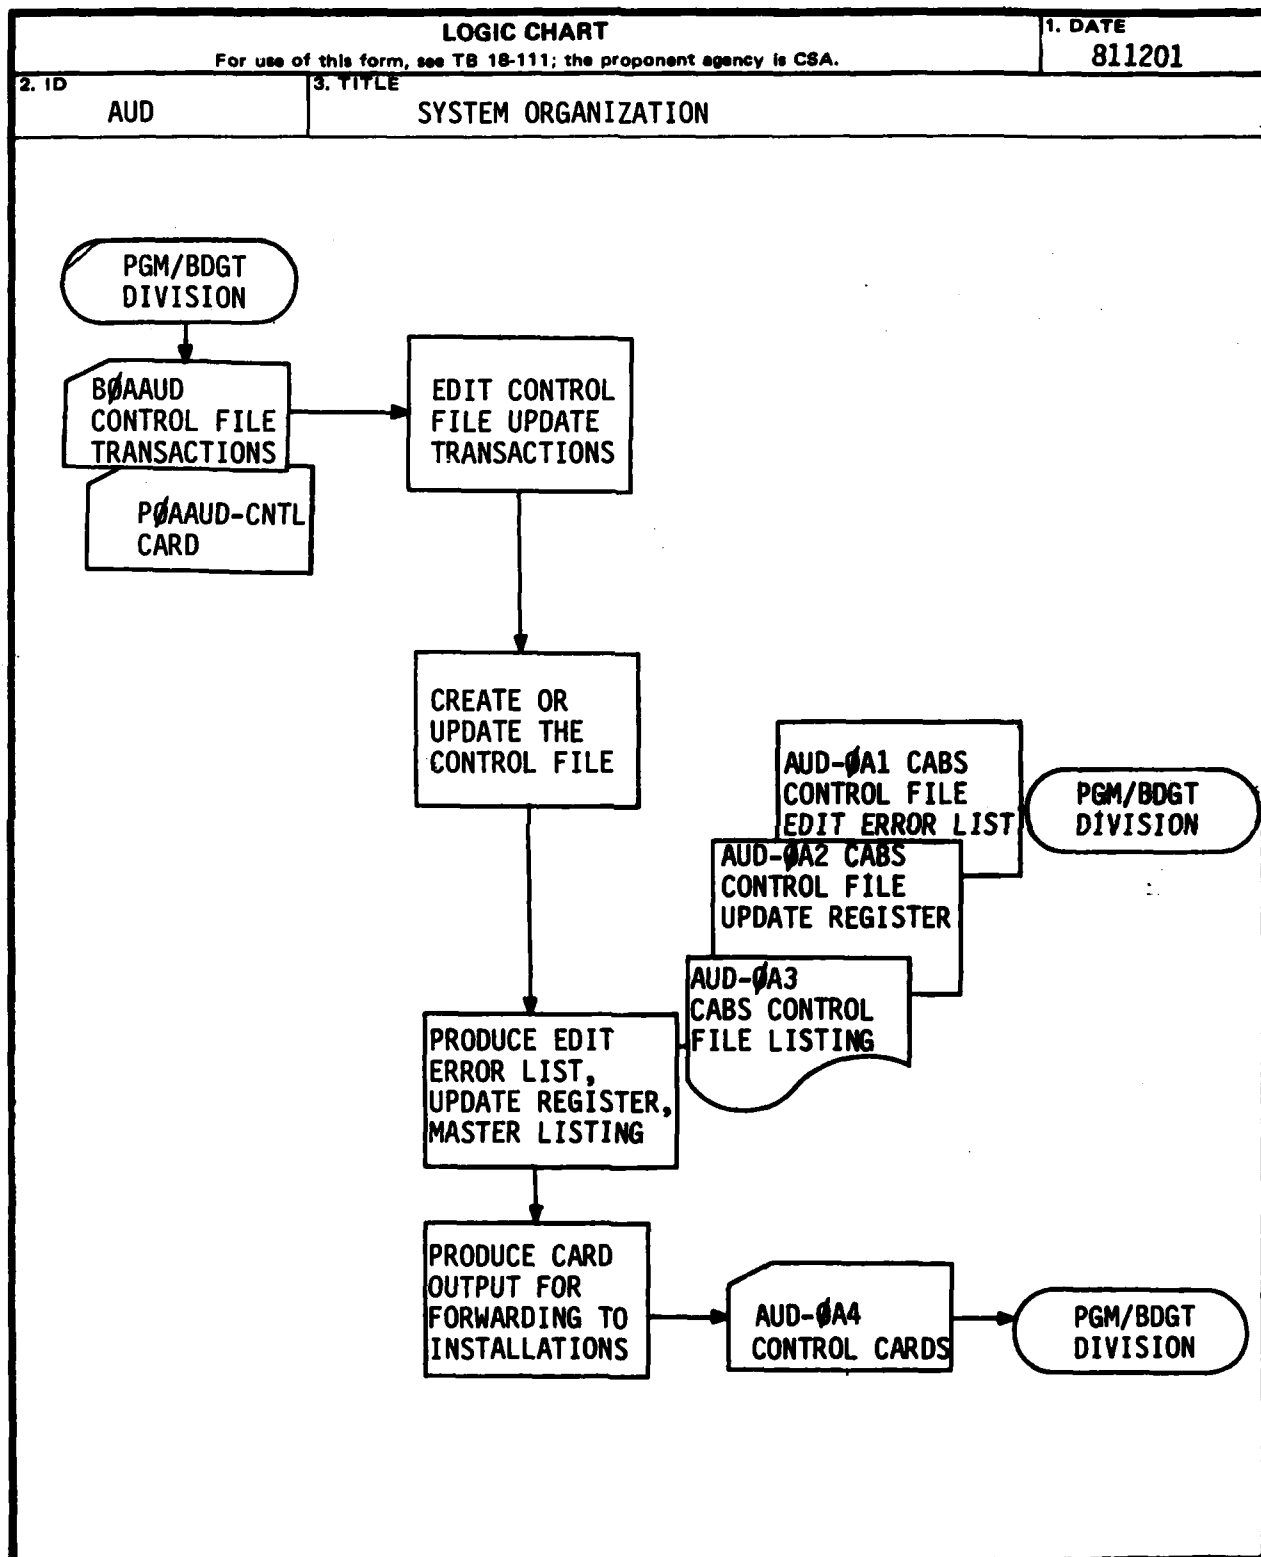 LOGIC CHART
For use of this form, see TB 18-111; the proponent agency is CSA.
1. DATE
811201
2. ID
AUD
3. TITLE
SYSTEM ORGANIZATION
PGM/BDGT
DIVISION
BØAAUD
CONTROL FILE
TRANSACTIONS
PØAAUD-CNTL
CARD
EDIT CONTROL
FILE UPDATE
TRANSACTIONS
CREATE OR
UPDATE THE
CONTROL FILE
AUD-ØA1 CABS
CONTROL FILE
EDIT ERROR LIST
PGM/BDGT
DIVISION
AUD-ØA2 CABS
CONTROL FILE
UPDATE REGISTER
AUD-ØA3
CABS CONTROL
FILE LISTING
PRODUCE EDIT
ERROR LIST,
UPDATE REGISTER,
MASTER LISTING
PRODUCE CARD
OUTPUT FOR
FORWARDING TO
INSTALLATIONS
AUD-ØA4
CONTROL CARDS
PGM/BDGT
DIVISION